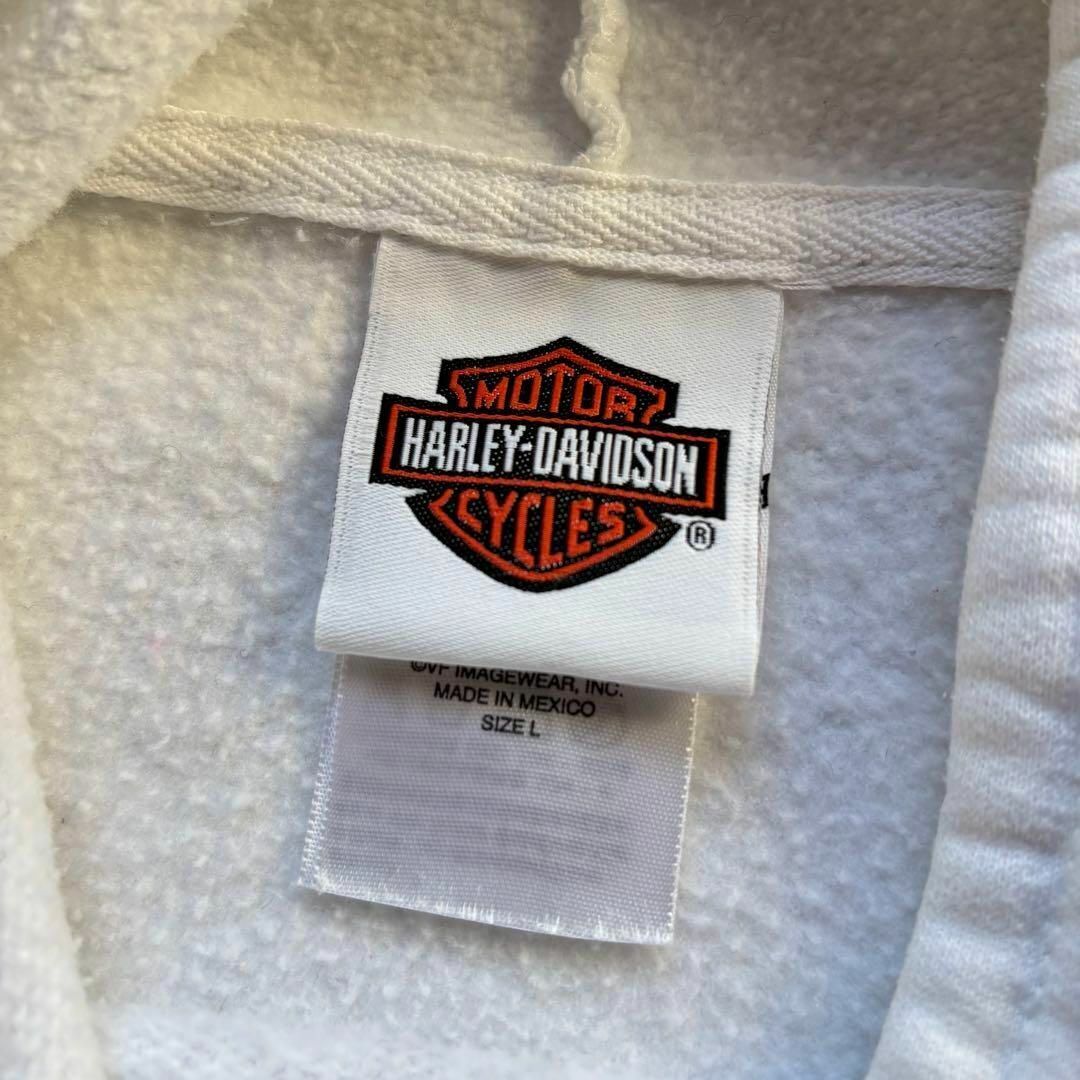 MOTOR
HARLEY-DAVIDSON
CYCLES
®
©VF IMAGEWEAR, INC.
MADE IN MEXICO
SIZE L